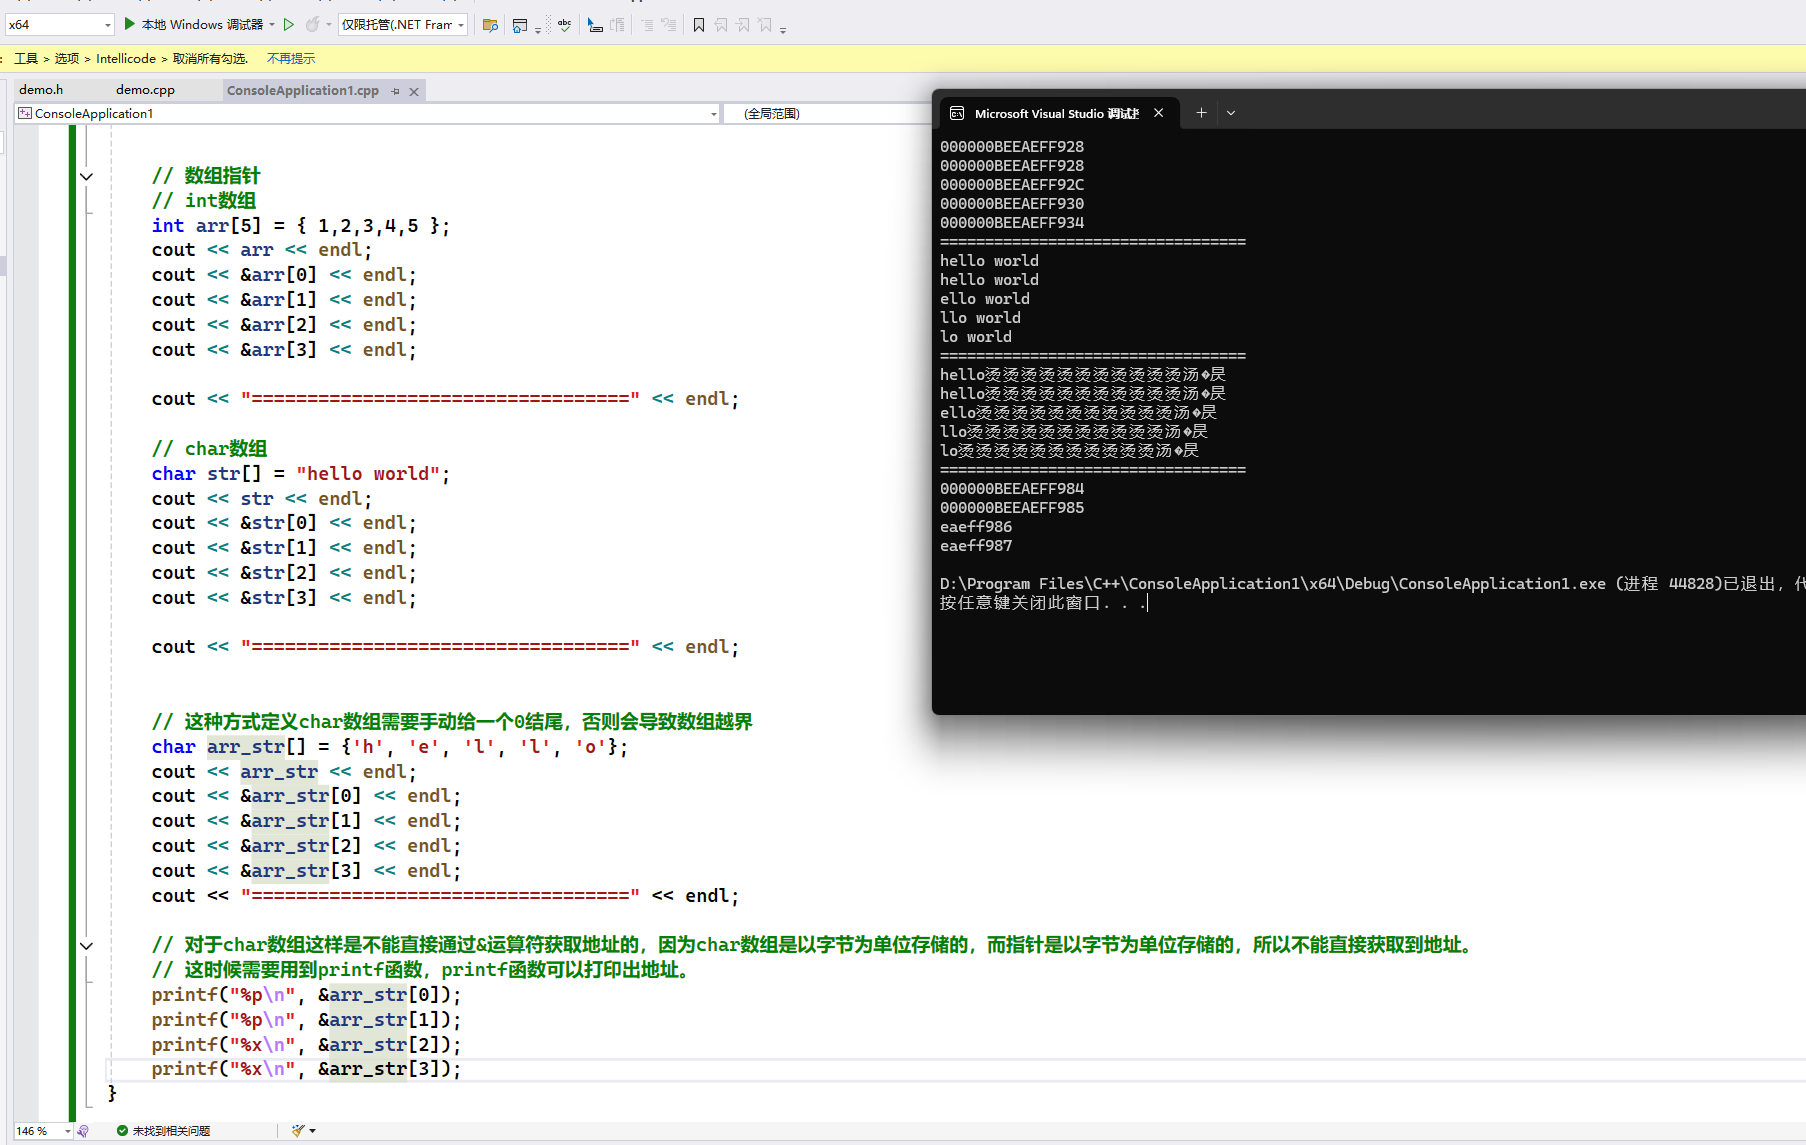 x64
本地 Windows 调试器
仅限托管(.NET Fram
工具 > 选项 > Intellicode > 取消所有勾选. 不再提示
demo.h
demo.cpp
ConsoleApplication1.cpp
ConsoleApplication1
(全局范围)
// 数组指针
// int数组
int arr[5] = { 1,2,3,4,5 };
cout << arr << endl;
cout << &arr[0] << endl;
cout << &arr[1] << endl;
cout << &arr[2] << endl;
cout << &arr[3] << endl;
cout << "==================================" << endl;
// char数组
char str[] = "hello world";
cout << str << endl;
cout << &str[0] << endl;
cout << &str[1] << endl;
cout << &str[2] << endl;
cout << &str[3] << endl;
cout << "==================================" << endl;
// 这种方式定义char数组需要手动给一个0结尾，否则会导致数组越界
char arr_str[] = {'h', 'e', 'l', 'l', 'o'};
cout << arr_str << endl;
cout << &arr_str[0] << endl;
cout << &arr_str[1] << endl;
cout << &arr_str[2] << endl;
cout << &arr_str[3] << endl;
cout << "==================================" << endl;
// 对于char数组这样是不能直接通过&运算符获取地址的，因为char数组是以字节为单位存储的，而指针是以字节为单位存储的，所以不能直接获取到地址。
// 这时候需要用到printf函数，printf函数可以打印出地址。
printf("%p\n", &arr_str[0]);
printf("%p\n", &arr_str[1]);
printf("%x\n", &arr_str[2]);
printf("%x\n", &arr_str[3]);
}
146 %
未找到相关问题
Microsoft Visual Studio 调试
000000BEEAEFF928
000000BEEAEFF928
000000BEEAEFF92C
000000BEEAEFF930
000000BEEAEFF934
==================================
hello world
hello world
ello world
llo world
lo world
==================================
hello烫烫烫烫烫烫烫烫烫烫烫汤�昃
hello烫烫烫烫烫烫烫烫烫烫烫汤�昃
ello烫烫烫烫烫烫烫烫烫烫烫汤�昃
llo烫烫烫烫烫烫烫烫烫烫烫汤�昃
lo烫烫烫烫烫烫烫烫烫烫烫汤�昃
==================================
000000BEEAEFF984
000000BEEAEFF985
eaeff986
eaeff987
D:\Program Files\C++\ConsoleApplication1\x64\Debug\ConsoleApplication1.exe (进程 44828)已退出，代
按任意键关闭此窗口. . .